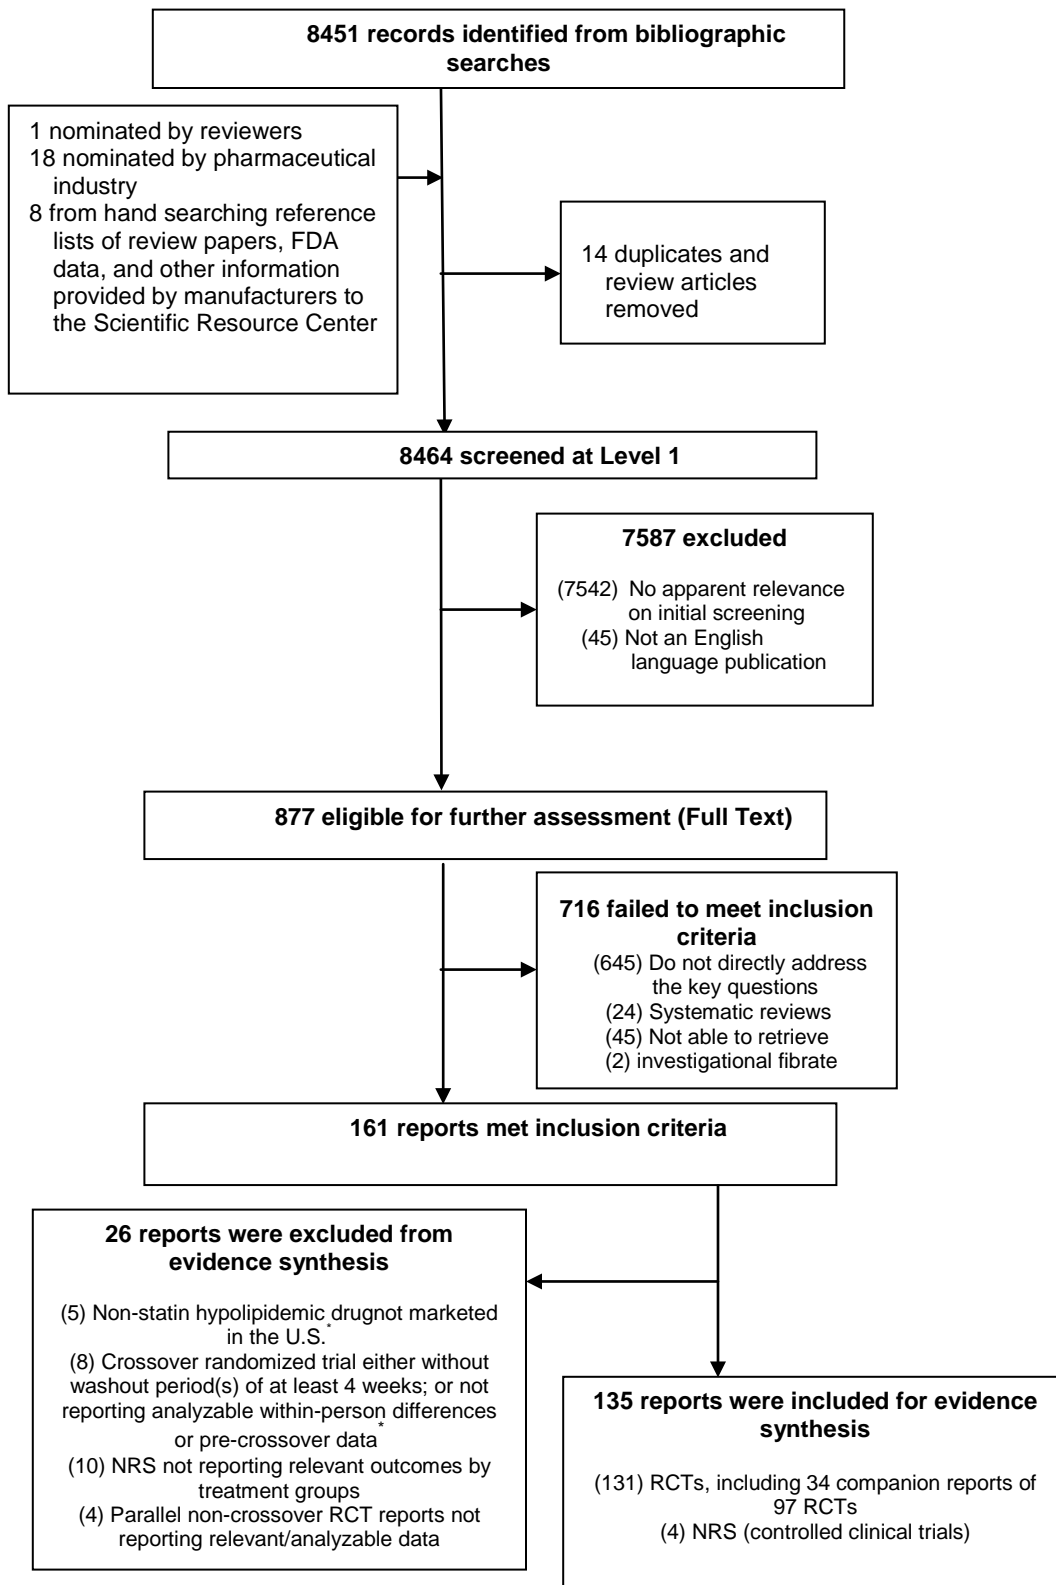 8451 records identified from bibliographic
searches
1 nominated by reviewers
18 nominated by pharmaceutical
industry
8 from hand searching reference
lists of review papers, FDA
data, and other information
provided by manufacturers to
the Scientific Resource Center
14 duplicates and
review articles
removed
8464 screened at Level 1
7587 excluded
(7542) No apparent relevance
on initial screening
(45) Not an English
language publication
877 eligible for further assessment (Full Text)
716 failed to meet inclusion
criteria
(645) Do not directly address
the key questions
(24) Systematic reviews
(45) Not able to retrieve
(2) investigational fibrate
161 reports met inclusion criteria
26 reports were excluded from
evidence synthesis
(5) Non-statin hypolipidemic drugnot marketed
in the U.S.*
(8) Crossover randomized trial either without
washout period(s) of at least 4 weeks; or not
reporting analyzable within-person differences
or pre-crossover data*
(10) NRS not reporting relevant outcomes by
treatment groups
(4) Parallel non-crossover RCT reports not
reporting relevant/analyzable data
135 reports were included for evidence
synthesis
(131) RCTs, including 34 companion reports of
97 RCTs
(4) NRS (controlled clinical trials)